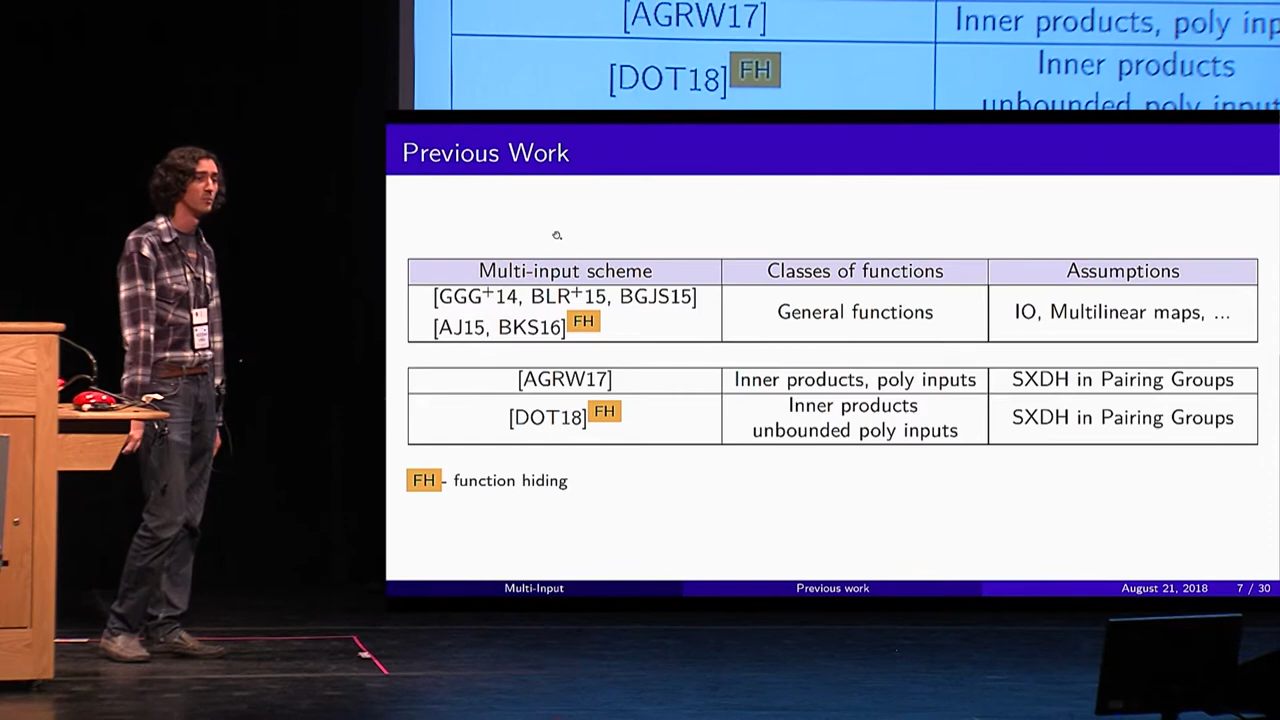 [AGRW17] Inner products, poly inp
[DOT18] FH Inner products
unbounded poly inputs
Previous Work
Multi-input scheme Classes of functions Assumptions
[GGG+14, BLR+15, BGJS15]
[AJ15, BKS16] FH General functions IO, Multilinear maps, ...
[AGRW17] Inner products, poly inputs SXDH in Pairing Groups
[DOT18] FH Inner products
unbounded poly inputs SXDH in Pairing Groups
FH - function hiding
Multi-Input Previous work August 21, 2018 7 / 30